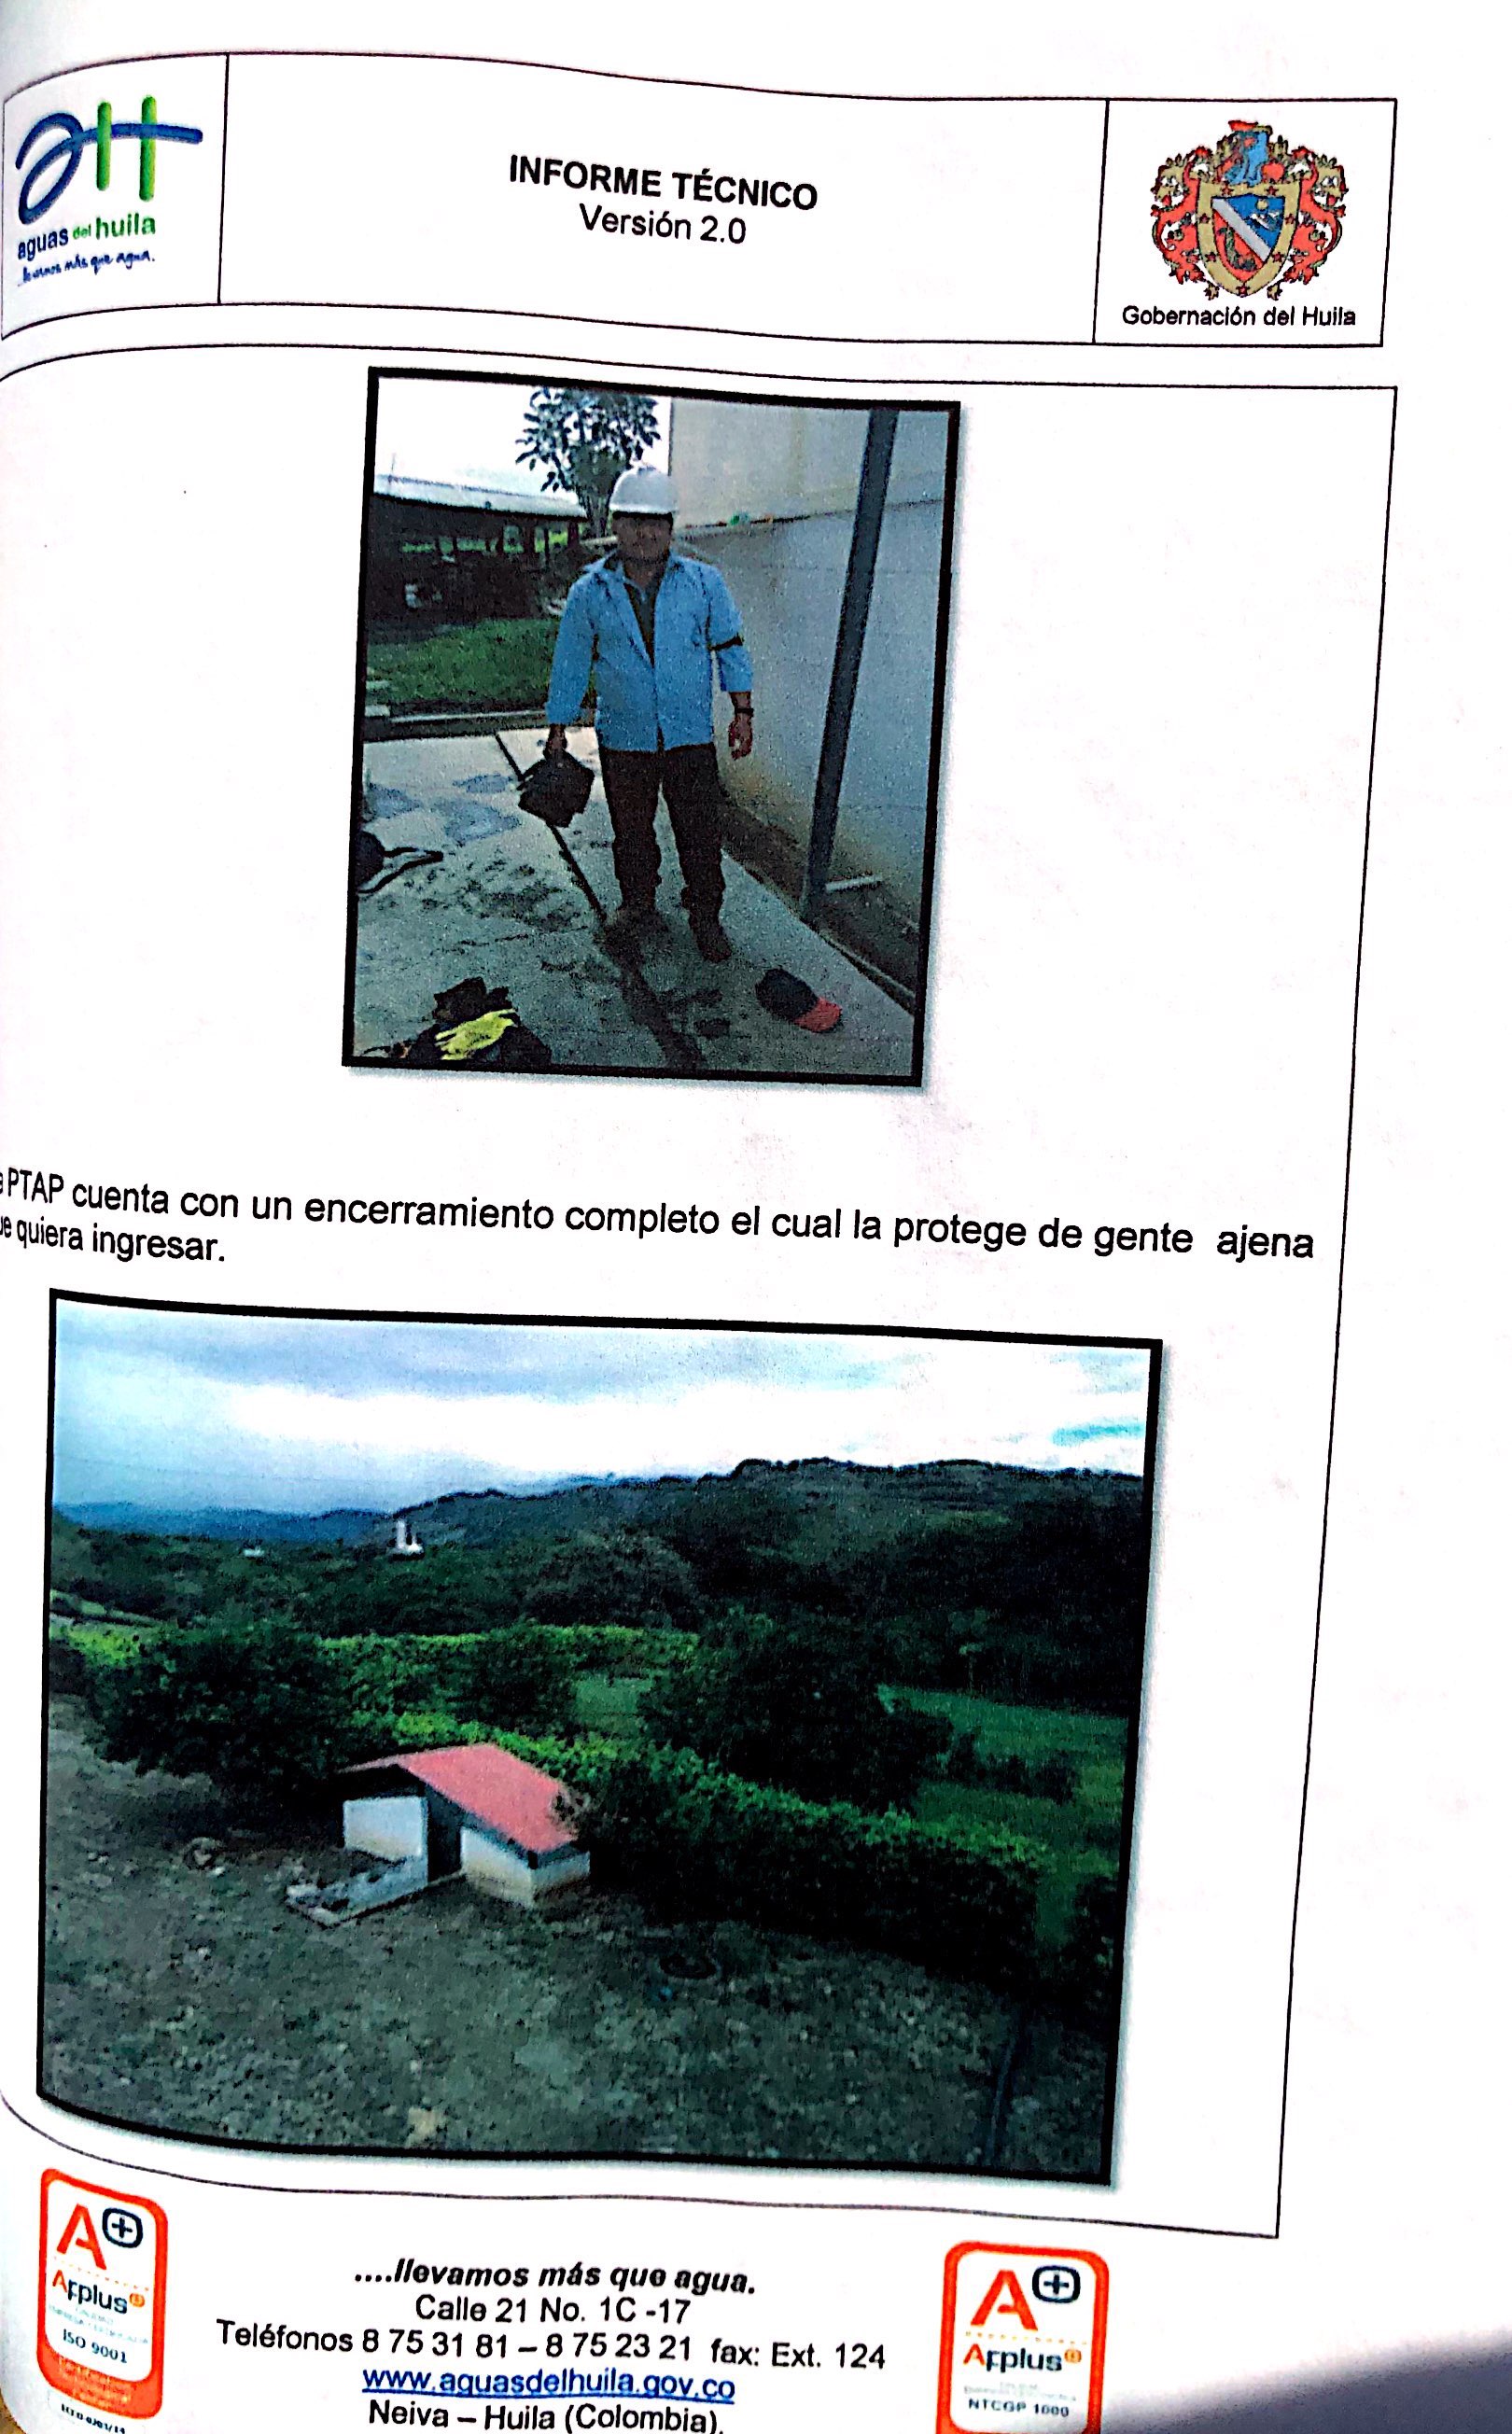 aguas del huila
...llevamos más que agua.
INFORME TÉCNICO
Versión 2.0
Gobernación del Huila
PTAP cuenta con un encerramiento completo el cual la protege de gente ajena
quiera ingresar.
....llevamos más que agua.
Calle 21 No. 1C -17
Teléfonos 8 75 31 81 – 8 75 23 21 fax: Ext. 124
www.aguasdelhuila.gov.co
Neiva – Huila (Colombia).
A+
Applus+
ISO 9001
A+
Applus+
NTCGP 1000